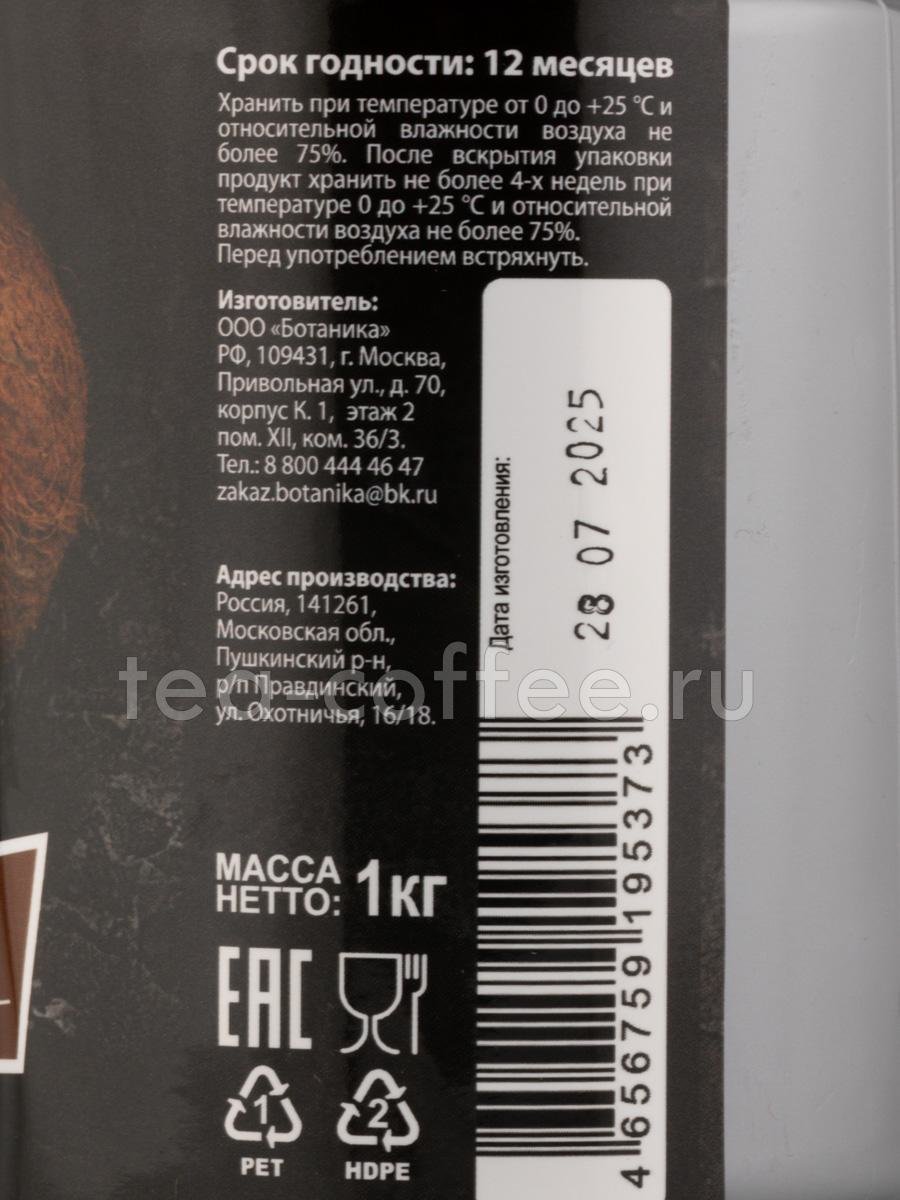 Срок годности: 12 месяцев
Хранить при температуре от 0 до +25 °С и
относительной влажности воздуха не
более 75%. После вскрытия упаковки
продукт хранить не более 4-х недель при
температуре 0 до +25 °С и относительной
влажности воздуха не более 75%.
Перед употреблением встряхнуть.
Изготовитель:
ООО «Ботаника»
РФ, 109431, г. Москва,
Привольная ул., д. 70,
корпус К. 1, этаж 2
пом. XII, ком. 36/3.
Тел.: 8 800 444 46 47
zakaz.botanika@bk.ru
Адрес производства:
Россия, 141261,
Московская обл.,
Пушкинский р-н,
р/п Правдинский,
ул. Охотничья, 16/18.
Дата изготовления:
28 07 2025
tea-coffee.ru
МАССА
НЕТТО: 1КГ
EAC
1
PET
2
HDPE
4 656759 195373